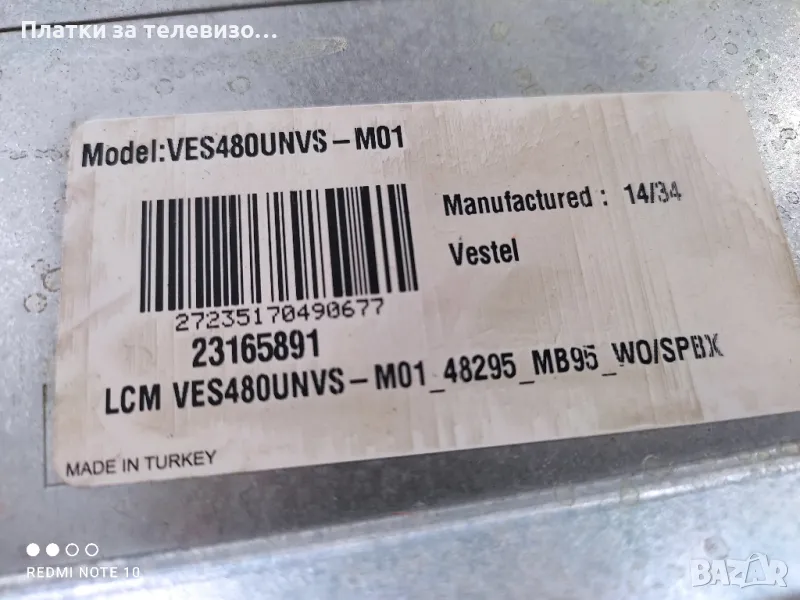 Платки за телевизо...
Model:VES480UNVS-M01
Manufactured : 14/34
Vestel
27235170490677
23165891
LCM VES480UNVS-M01_48295_MB95_WO/SPBX
MADE IN TURKEY
REDMI NOTE 10
BAZAR